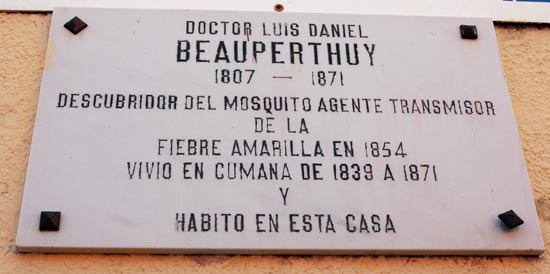 DOCTOR LUIS DANIEL
BEAUPERTHUY
1807 — 1871
DESCUBRIDOR DEL MOSQUITO AGENTE TRANSMISOR
DE LA
FIEBRE AMARILLA EN 1854
VIVIO EN CUMANA DE 1839 A 1871
Y
HABITO EN ESTA CASA